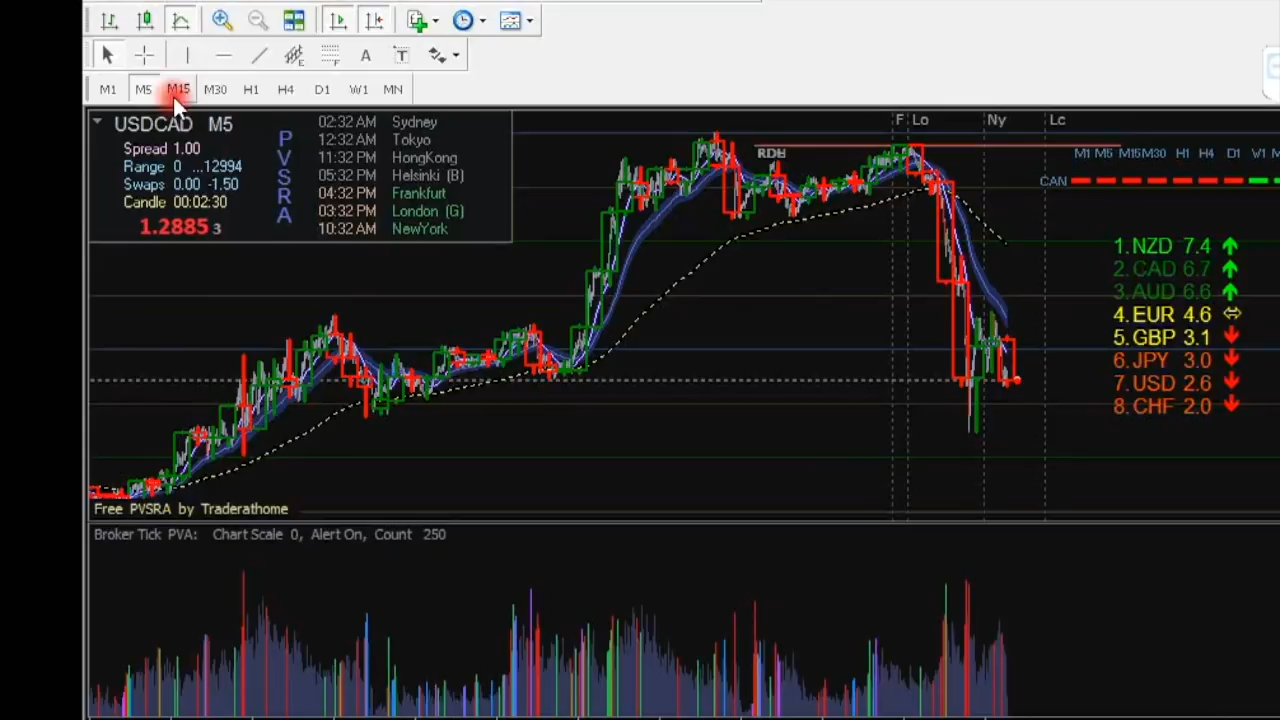 E
F
A
T
M1 M5 M15 M30 H1 H4 D1 W1 MN
USDCAD M5
Spread 1.00
Range 0 ...12994
Swaps 0.00 -1.50
Candle 00:02:30
1.2885 3
P
V
S
R
A
02:32 AM Sydney
12:32 AM Tokyo
11:32 PM HongKong
05:32 PM Helsinki (B)
04:32 PM Frankfurt
03:32 PM London (G)
10:32 AM NewYork
RDH
F Lo Ny Lc
M1 M5 M15M30 H1 H4 D1 W1 M
CAN
1.NZD 7.4
2.CAD 6.7
3.AUD 6.6
4.EUR 4.6
5.GBP 3.1
6.JPY 3.0
7.USD 2.6
8.CHF 2.0
Free PVSRA by Traderathome
Broker Tick PVA: Chart Scale 0, Alert On, Count 250